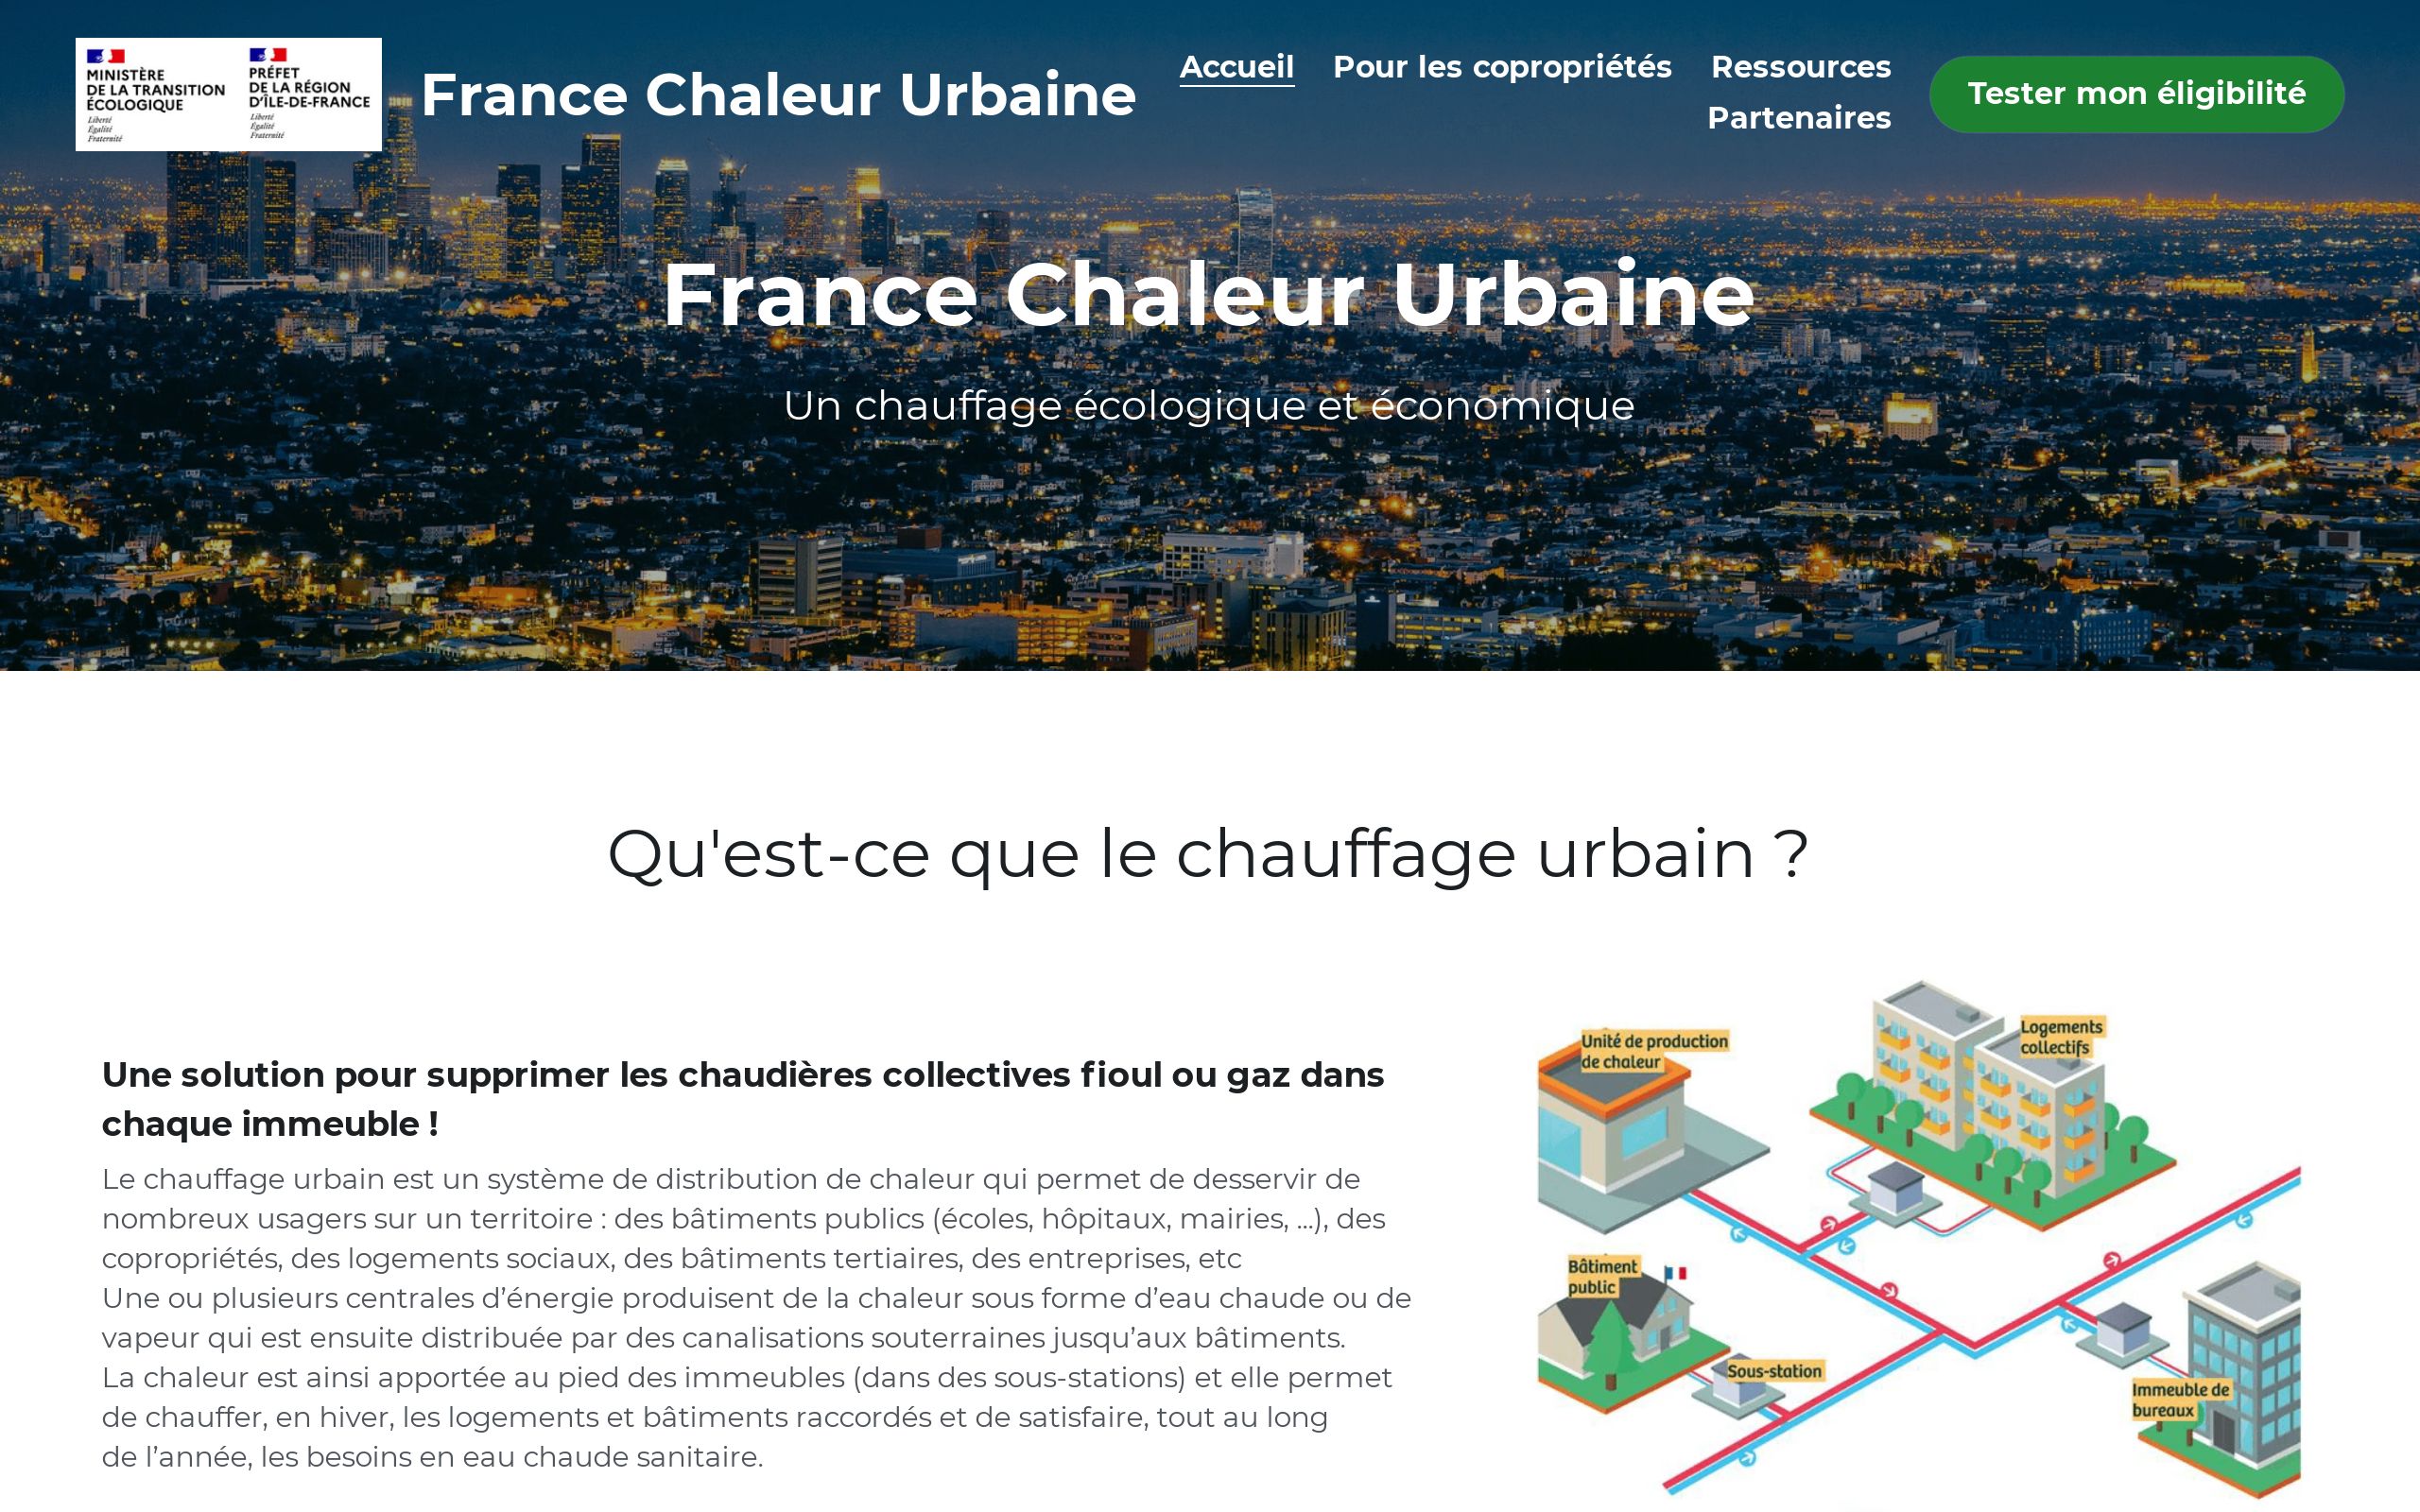 MINISTÈRE
DE LA TRANSITION
ÉCOLOGIQUE
Liberté
Égalité
Fraternité
PRÉFET
DE LA RÉGION
D'ÎLE-DE-FRANCE
Liberté
Égalité
Fraternité
France Chaleur Urbaine
Accueil
Pour les copropriétés
Ressources
Partenaires
Tester mon éligibilité
France Chaleur Urbaine
Un chauffage écologique et économique
Qu'est-ce que le chauffage urbain ?
Une solution pour supprimer les chaudières collectives fioul ou gaz dans
chaque immeuble !
Le chauffage urbain est un système de distribution de chaleur qui permet de desservir de
nombreux usagers sur un territoire : des bâtiments publics (écoles, hôpitaux, mairies, ...), des
copropriétés, des logements sociaux, des bâtiments tertiaires, des entreprises, etc
Une ou plusieurs centrales d’énergie produisent de la chaleur sous forme d’eau chaude ou de
vapeur qui est ensuite distribuée par des canalisations souterraines jusqu’aux bâtiments.
La chaleur est ainsi apportée au pied des immeubles (dans des sous-stations) et elle permet
de chauffer, en hiver, les logements et bâtiments raccordés et de satisfaire, tout au long
de l’année, les besoins en eau chaude sanitaire.
Unité de production
de chaleur
Logements
collectifs
Bâtiment
public
Sous-station
Immeuble de
bureaux